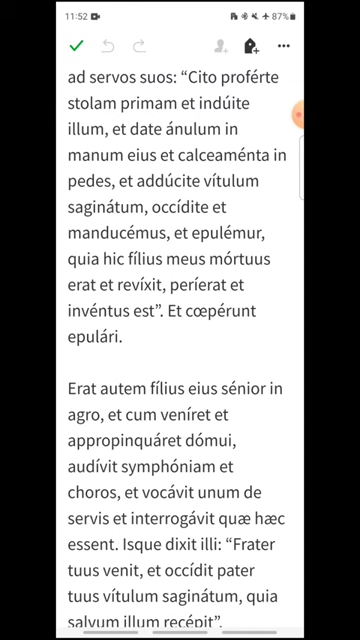 11:52
87%
ad servos suos: “Cito proférte
stolam primam et indúite
illum, et date ánulum in
manum eius et calceaménta in
pedes, et addúcite vítulum
saginátum, occídite et
manducémus, et epulémur,
quia hic fílius meus mórtuus
erat et revíxit, períerat et
invéntus est”. Et cœpérunt
epulári.
Erat autem fílius eius sénior in
agro, et cum veníret et
appropinquáret dómui,
audívit symphóniam et
choros, et vocávit unum de
servis et interrogávit quæ hæc
essent. Isque dixit illi: “Frater
tuus venit, et occídit pater
tuus vítulum saginátum, quia
salvum illum recépit”.